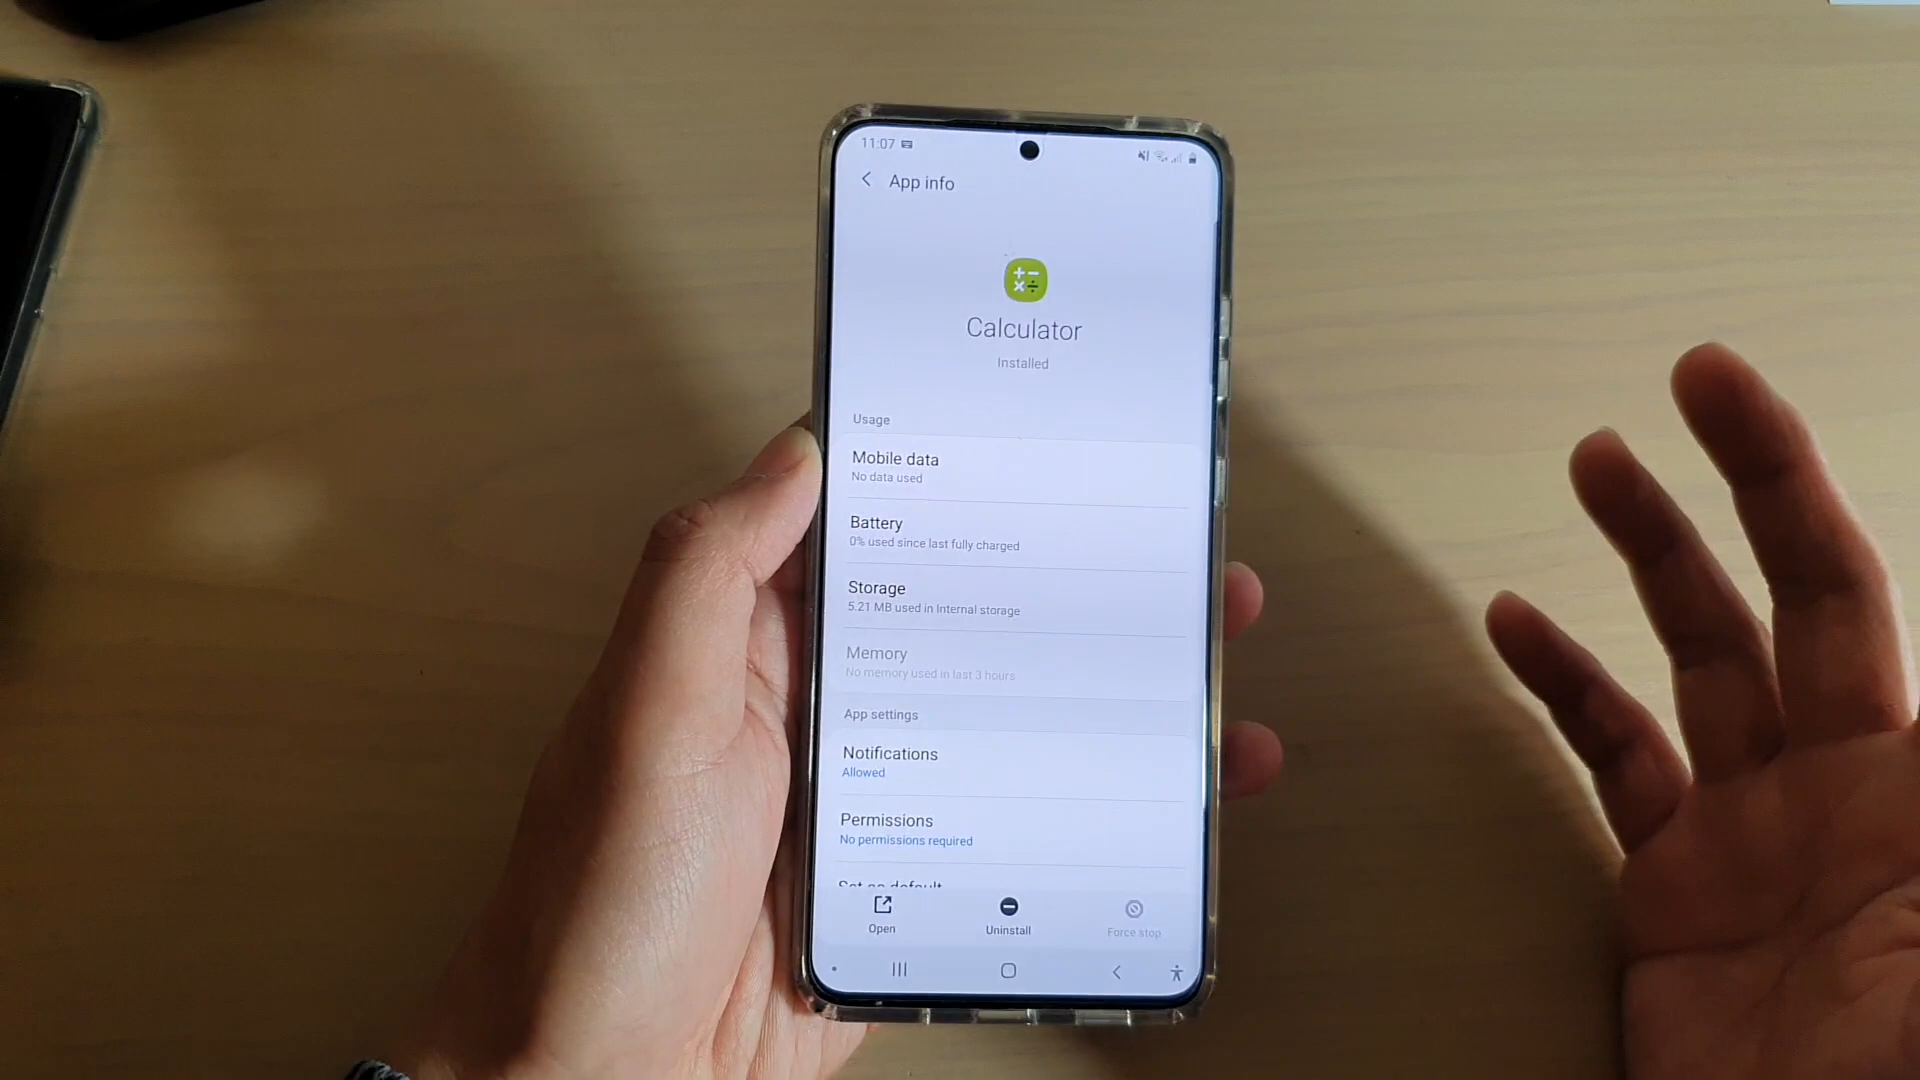 11:07
App info
Calculator
Installed
Usage
Mobile data
No data used
Battery
0% used since last fully charged
Storage
5.21 MB used in Internal storage
Memory
No memory used in last 3 hours
App settings
Notifications
Allowed
Permissions
No permissions required
Set as default
Open
Uninstall
Force stop